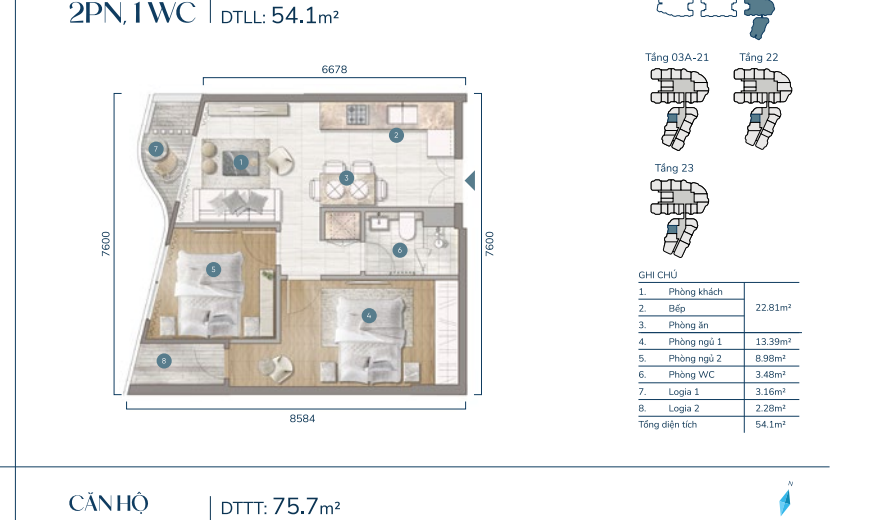 2PN, 1 WC
DTLL: 54.1m²
Tầng 03A-21
Tầng 22
Tầng 23
6678
7600
7600
8584
1
2
3
4
5
6
7
8
GHI CHÚ
1. Phòng khách
2. Bếp 22.81m²
3. Phòng ăn
4. Phòng ngủ 1 13.39m²
5. Phòng ngủ 2 8.98m²
6. Phòng WC 3.48m²
7. Logia 1 3.16m²
8. Logia 2 2.28m²
Tổng diện tích 54.1m²
CĂN HỘ
DTTT: 75.7m²
N